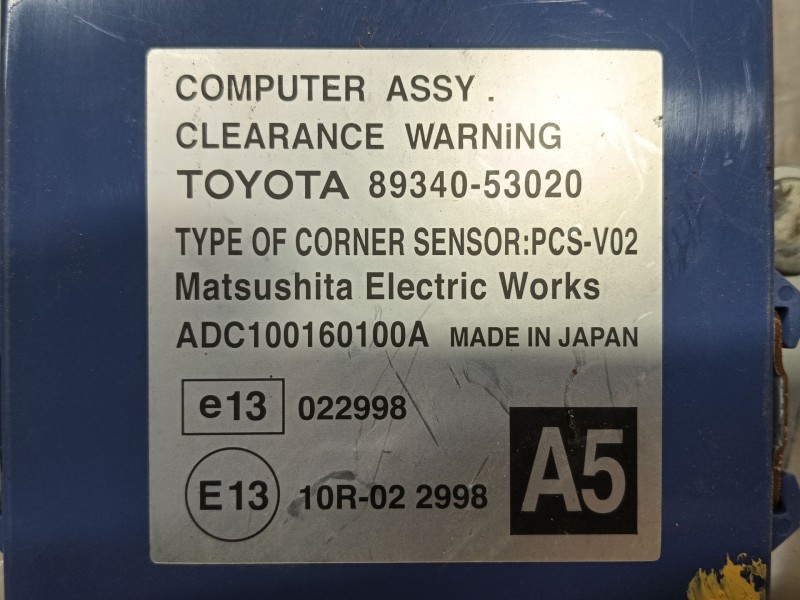 COMPUTER ASSY .
CLEARANCE WARNiNG
TOYOTA 89340-53020
TYPE OF CORNER SENSOR:PCS-V02
Matsushita Electric Works
ADC100160100A MADE IN JAPAN
e13 022998
E13 10R-02 2998
A5